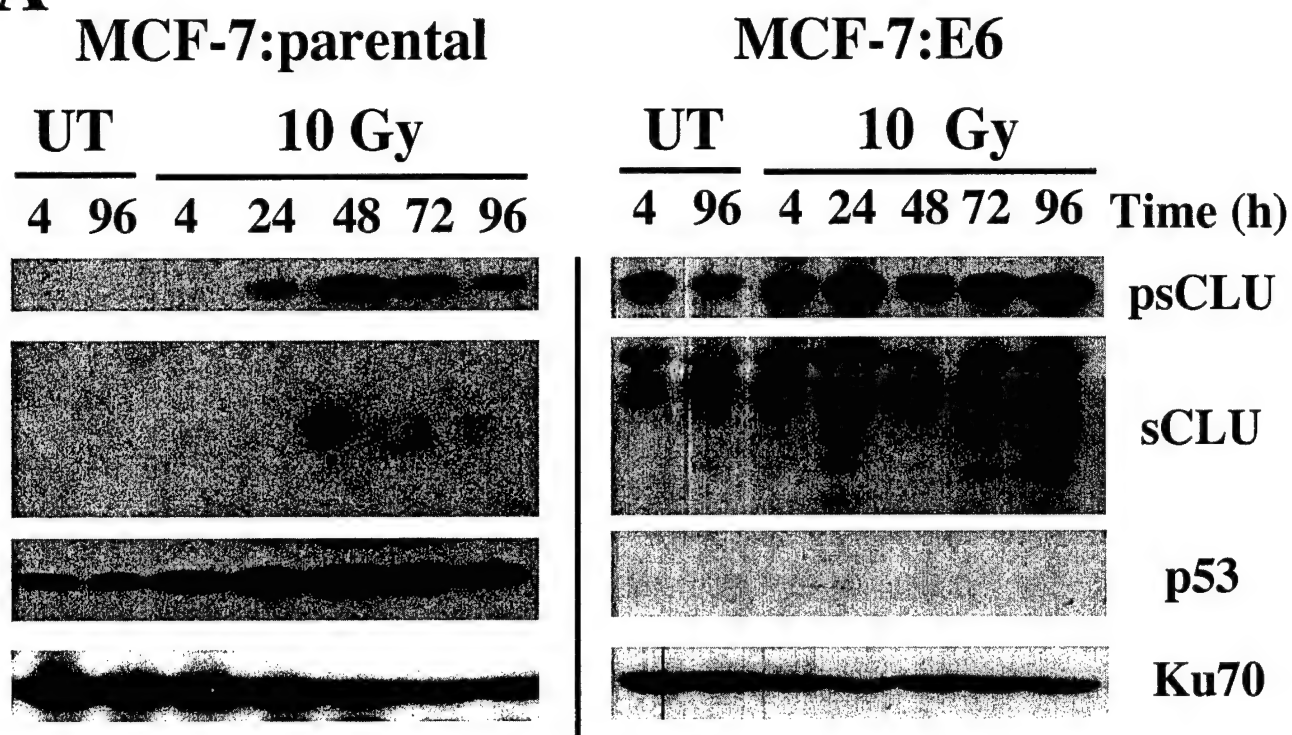 A
MCF-7:parental MCF-7:E6
UT 10 Gy UT 10 Gy
4 96 4 24 48 72 96 4 96 4 24 48 72 96 Time (h)
psCLU
sCLU
p53
Ku70